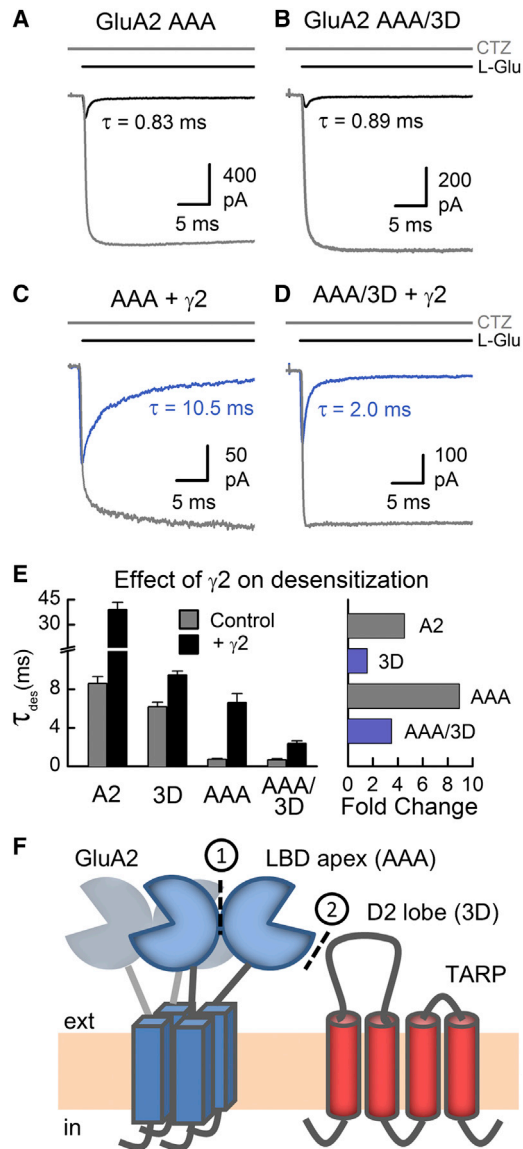 A GluA2 AAA
B GluA2 AAA/3D
CTZ
L-Glu
τ = 0.83 ms
400 pA
5 ms
τ = 0.89 ms
200 pA
5 ms
C AAA + γ2
D AAA/3D + γ2
CTZ
L-Glu
τ = 10.5 ms
50 pA
5 ms
τ = 2.0 ms
100 pA
5 ms
E Effect of γ2 on desensitization
45
30
8
4
0
τdes(ms)
Control
+ γ2
A2
3D
AAA
AAA/3D
A2
3D
AAA
AAA/3D
0 2 4 6 8 10
Fold Change
F
GluA2
1
LBD apex (AAA)
2
D2 lobe (3D)
TARP
ext
in